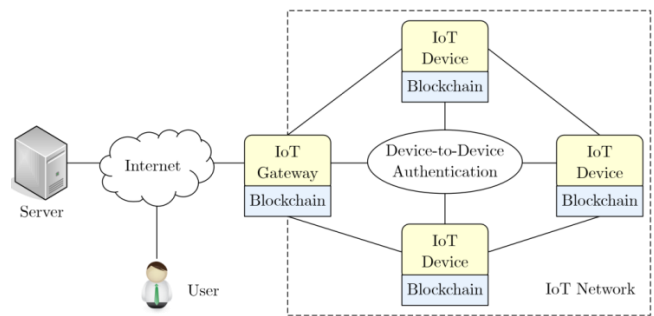 IoT
Device
Blockchain
Server
Internet
User
IoT
Gateway
Blockchain
Device-to-Device
Authentication
IoT
Device
Blockchain
IoT
Device
Blockchain
IoT Network